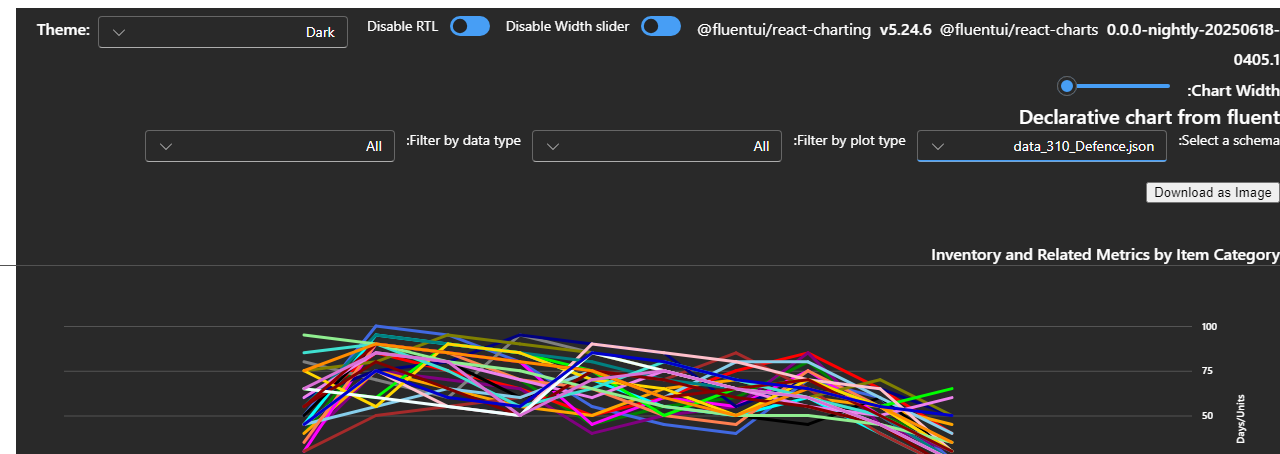 Theme: Dark Disable RTL Disable Width slider @fluentui/react-charting v5.24.6 @fluentui/react-charts 0.0.0-nightly-20250618-
0405.1
:Chart Width
Declarative chart from fluent
:Select a schema data_310_Defence.json :Filter by plot type All :Filter by data type All
Download as Image
Inventory and Related Metrics by Item Category
100
75
50
Days/Units